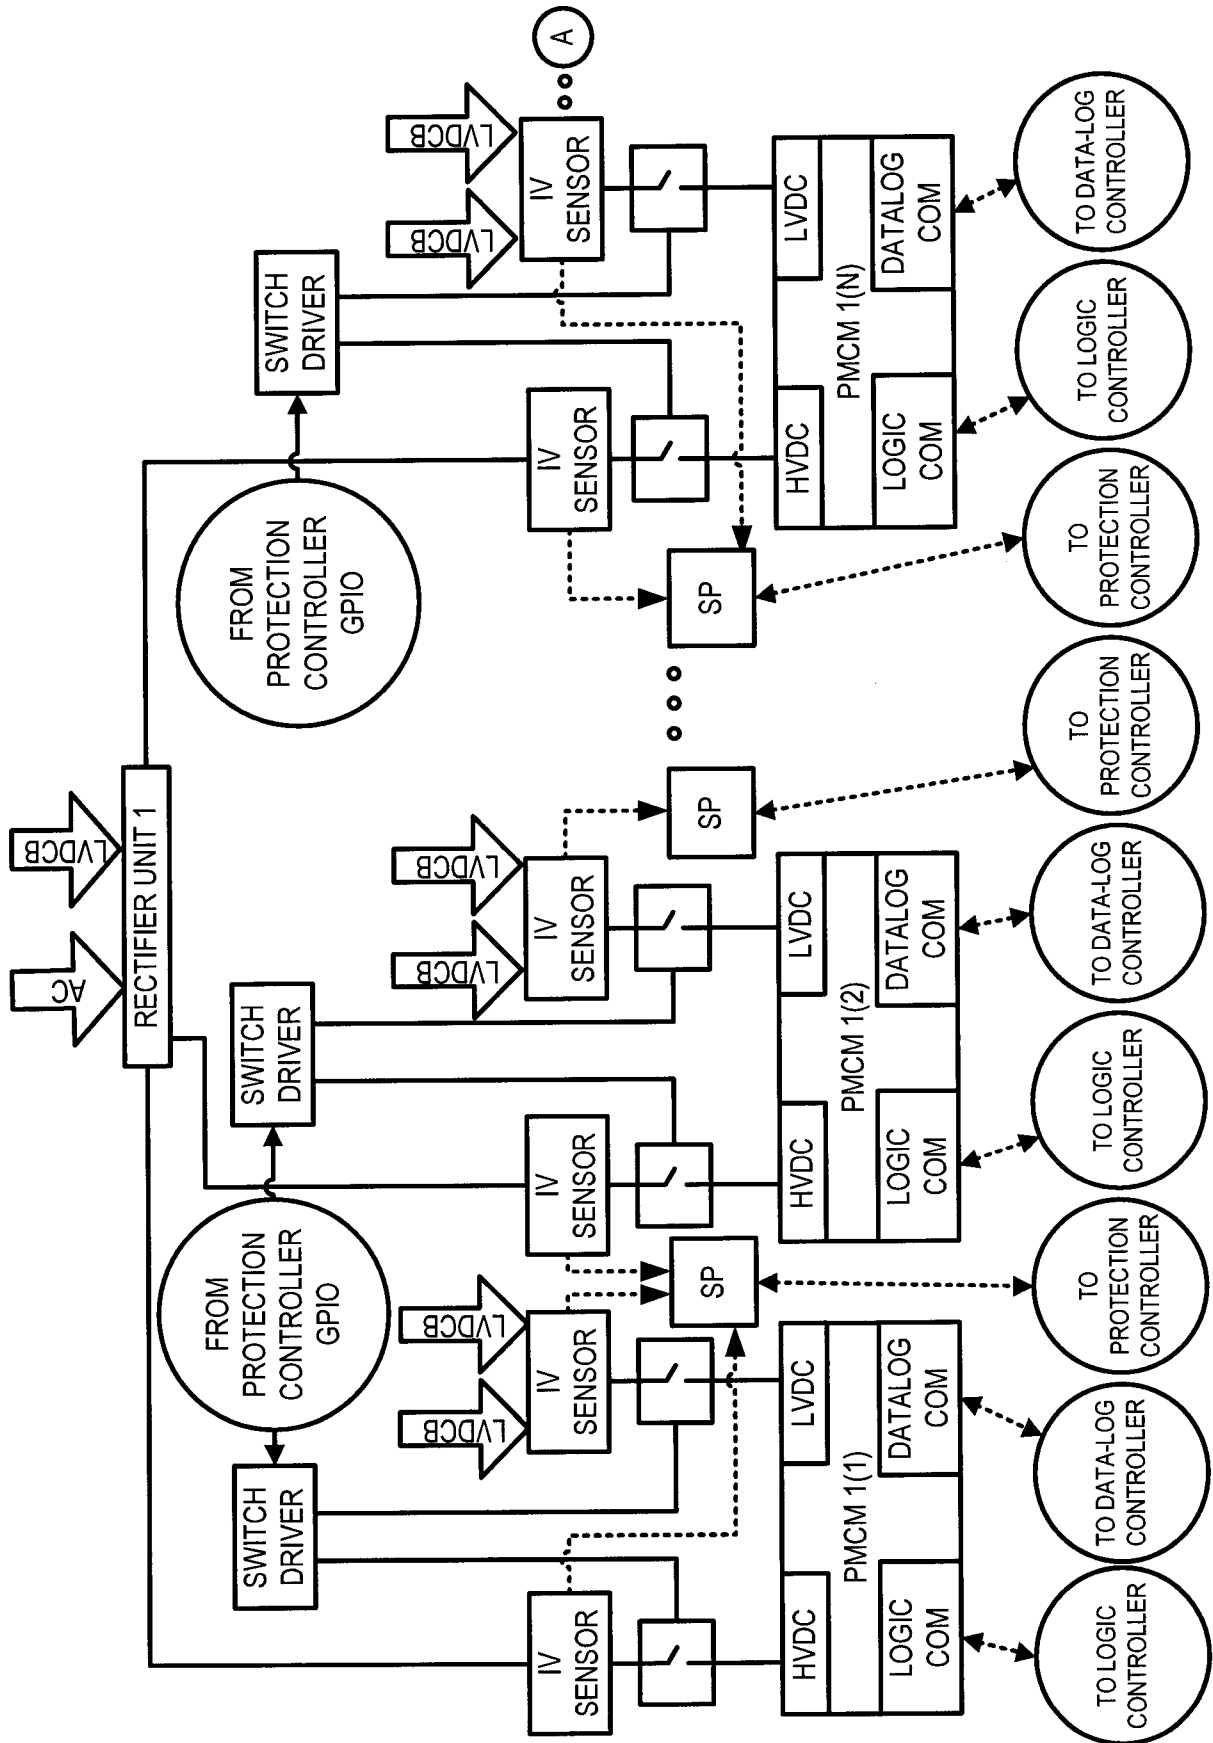 AC
LVDCB
RECTIFIER UNIT 1
FROM
PROTECTION
CONTROLLER
GPIO
FROM
PROTECTION
CONTROLLER
GPIO
SWITCH
DRIVER
SWITCH
DRIVER
SWITCH
DRIVER
LVDCB
LVDCB
LVDCB
LVDCB
LVDCB
LVDCB
IV
SENSOR
IV
SENSOR
IV
SENSOR
IV
SENSOR
IV
SENSOR
IV
SENSOR
A
SP
SP
SP
HVDC
LVDC
PMCM 1(1)
LOGIC
COM
DATALOG
COM
HVDC
LVDC
PMCM 1(2)
LOGIC
COM
DATALOG
COM
HVDC
LVDC
PMCM 1(N)
LOGIC
COM
DATALOG
COM
TO LOGIC
CONTROLLER
TO DATA-LOG
CONTROLLER
TO
PROTECTION
CONTROLLER
TO LOGIC
CONTROLLER
TO DATA-LOG
CONTROLLER
TO
PROTECTION
CONTROLLER
TO
PROTECTION
CONTROLLER
TO LOGIC
CONTROLLER
TO DATA-LOG
CONTROLLER